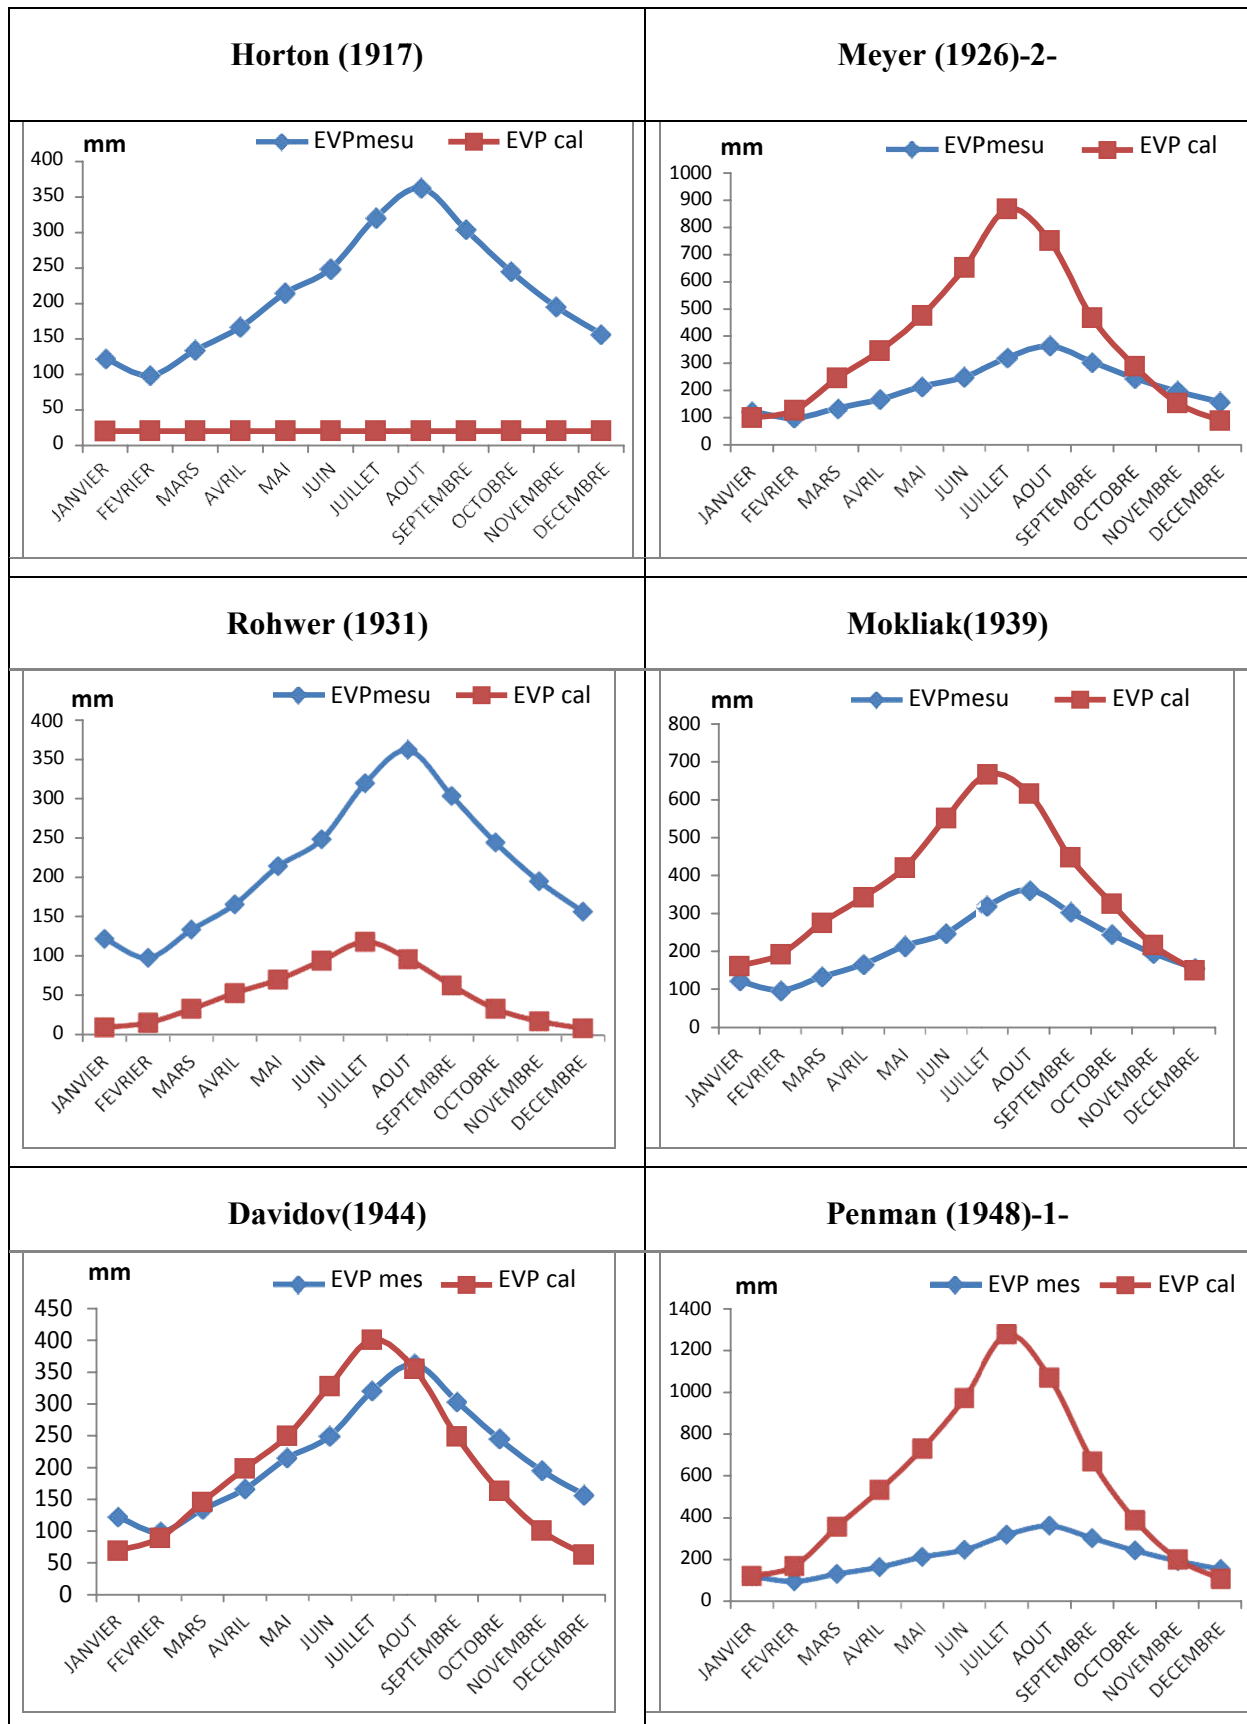 Horton (1917)
Meyer (1926)-2-
mm
EVPmesu
EVP cal
400
350
300
250
200
150
100
50
0
JANVIER
FEVRIER
MARS
AVRIL
MAI
JUIN
JUILLET
AOUT
SEPTEMBRE
OCTOBRE
NOVEMBRE
DECEMBRE
mm
EVPmesu
EVP cal
1000
900
800
700
600
500
400
300
200
100
0
JANVIER
FEVRIER
MARS
AVRIL
MAI
JUIN
JUILLET
AOUT
SEPTEMBRE
OCTOBRE
NOVEMBRE
DECEMBRE
Rohwer (1931)
Mokliak(1939)
mm
EVPmesu
EVP cal
400
350
300
250
200
150
100
50
0
JANVIER
FEVRIER
MARS
AVRIL
MAI
JUIN
JUILLET
AOUT
SEPTEMBRE
OCTOBRE
NOVEMBRE
DECEMBRE
mm
EVPmesu
EVP cal
800
700
600
500
400
300
200
100
0
JANVIER
FEVRIER
MARS
AVRIL
MAI
JUIN
JUILLET
AOUT
SEPTEMBRE
OCTOBRE
NOVEMBRE
DECEMBRE
Davidov(1944)
Penman (1948)-1-
mm
EVP mes
EVP cal
450
400
350
300
250
200
150
100
50
0
JANVIER
FEVRIER
MARS
AVRIL
MAI
JUIN
JUILLET
AOUT
SEPTEMBRE
OCTOBRE
NOVEMBRE
DECEMBRE
mm
EVP mes
EVP cal
1400
1200
1000
800
600
400
200
0
JANVIER
FEVRIER
MARS
AVRIL
MAI
JUIN
JUILLET
AOUT
SEPTEMBRE
OCTOBRE
NOVEMBRE
DECEMBRE